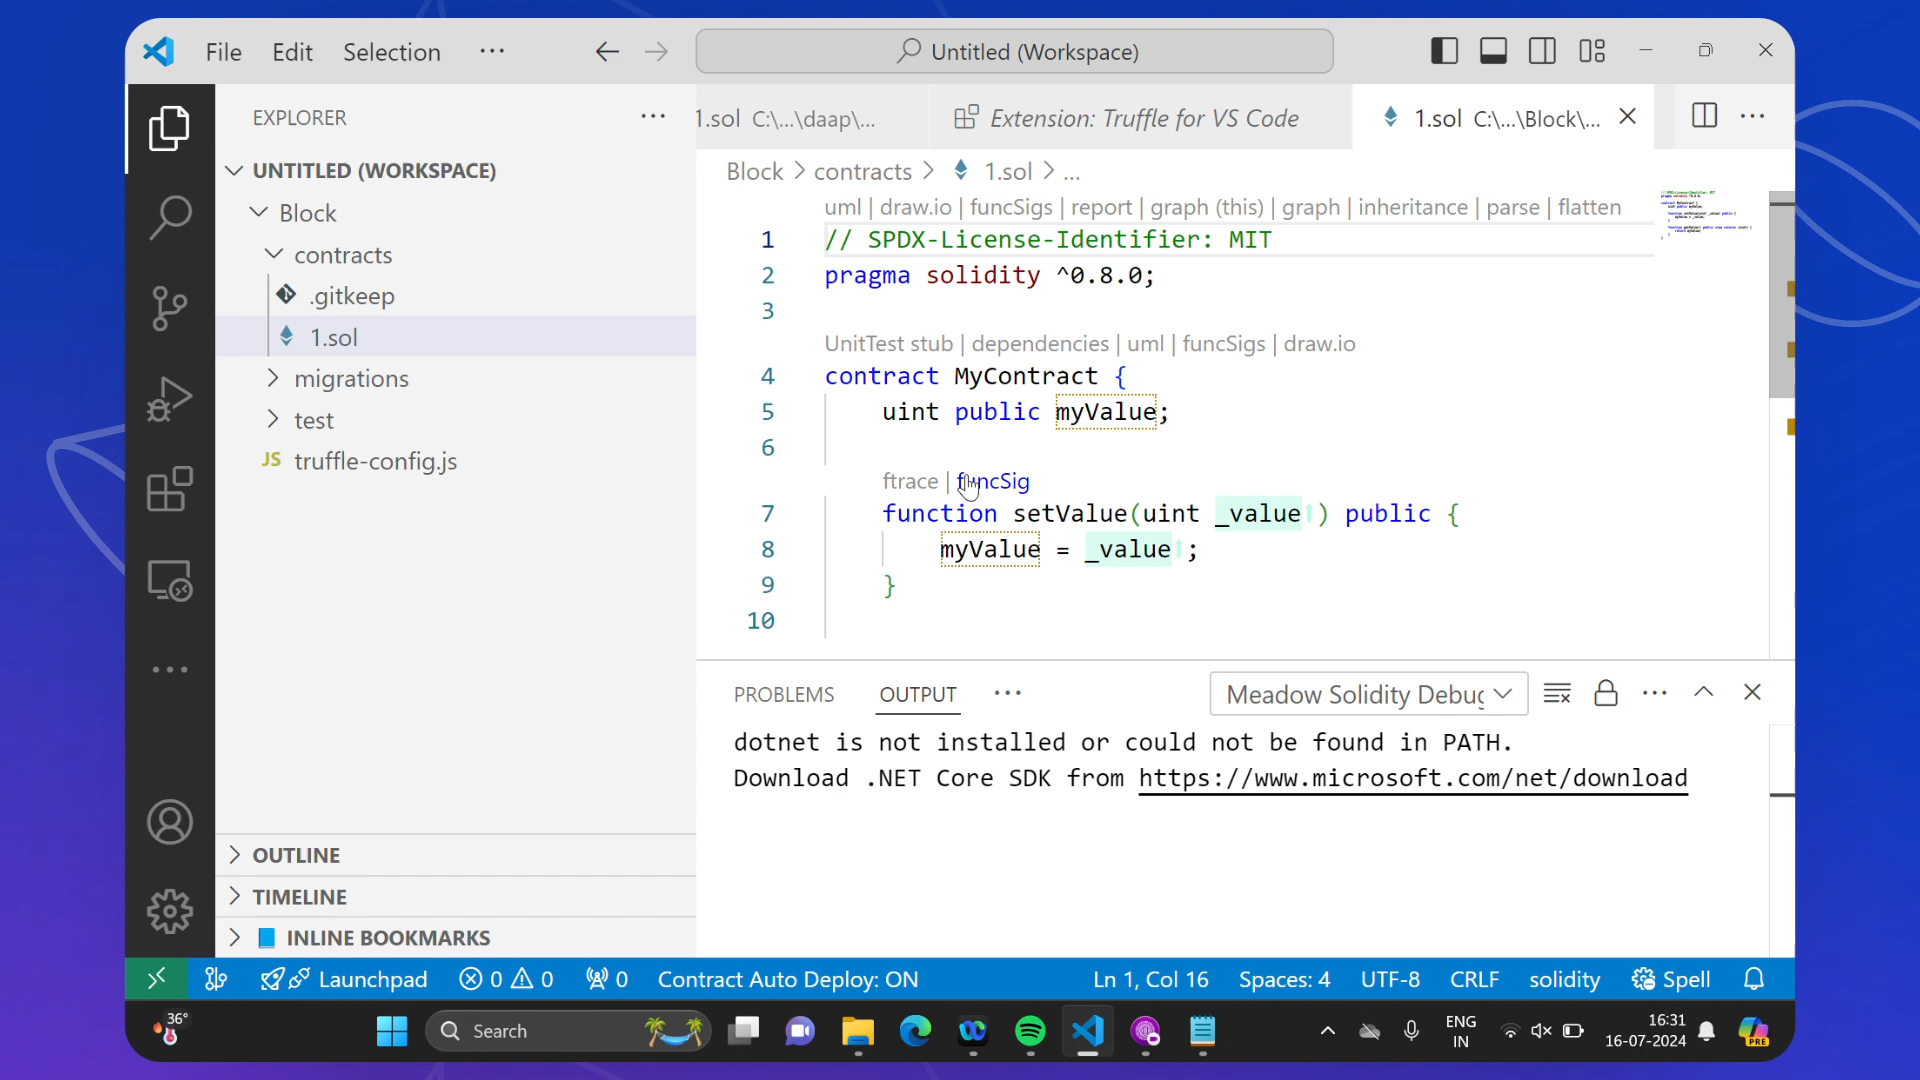 File Edit Selection ...
Untitled (Workspace)
EXPLORER
1.sol C:\...\daap\...
Extension: Truffle for VS Code
1.sol C:\...\Block\...
UNTITLED (WORKSPACE)
Block
contracts
.gitkeep
1.sol
migrations
test
JS truffle-config.js
OUTLINE
TIMELINE
INLINE BOOKMARKS
Block > contracts > 1.sol > ...
uml | draw.io | funcSigs | report | graph (this) | graph | inheritance | parse | flatten
1 // SPDX-License-Identifier: MIT
2 pragma solidity ^0.8.0;
3
UnitTest stub | dependencies | uml | funcSigs | draw.io
4 contract MyContract {
5 uint public myValue;
6
ftrace | funcSig
7 function setValue(uint _value↑) public {
8 myValue = _value↑;
9 }
10
PROBLEMS OUTPUT ...
Meadow Solidity Debug
dotnet is not installed or could not be found in PATH.
Download .NET Core SDK from https://www.microsoft.com/net/download
Launchpad 0 0 0 Contract Auto Deploy: ON
Ln 1, Col 16 Spaces: 4 UTF-8 CRLF solidity Spell
36°
Search
ENG
IN
16:31
16-07-2024
PRE